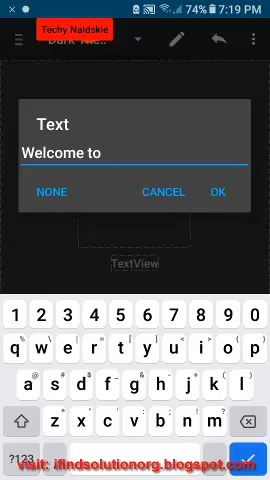 74% 7:19 PM
Techy Naidskie
Text
Welcome to
NONE CANCEL OK
TextView
1 2 3 4 5 6 7 8 9 0
q w e r t y u i o p
a s d f g h j k l
z x c v b n m
?123
visit: ifindsolutionorg.blogspot.com